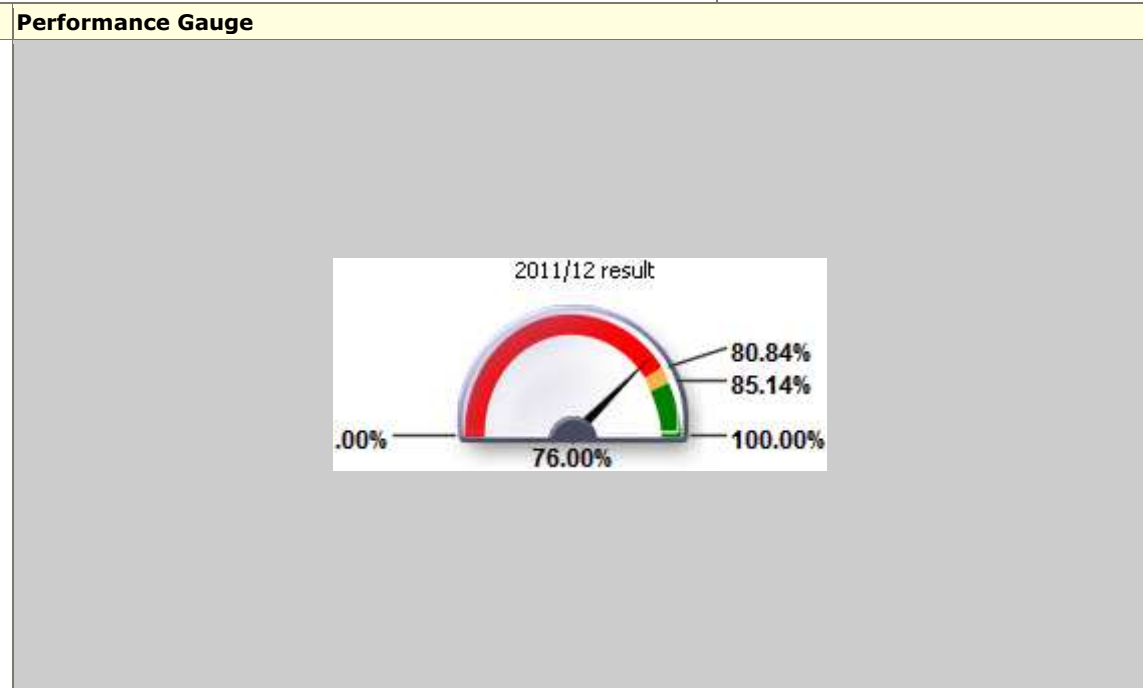 Performance Gauge
2011/12 result
80.84%
85.14%
.00%
100.00%
76.00%